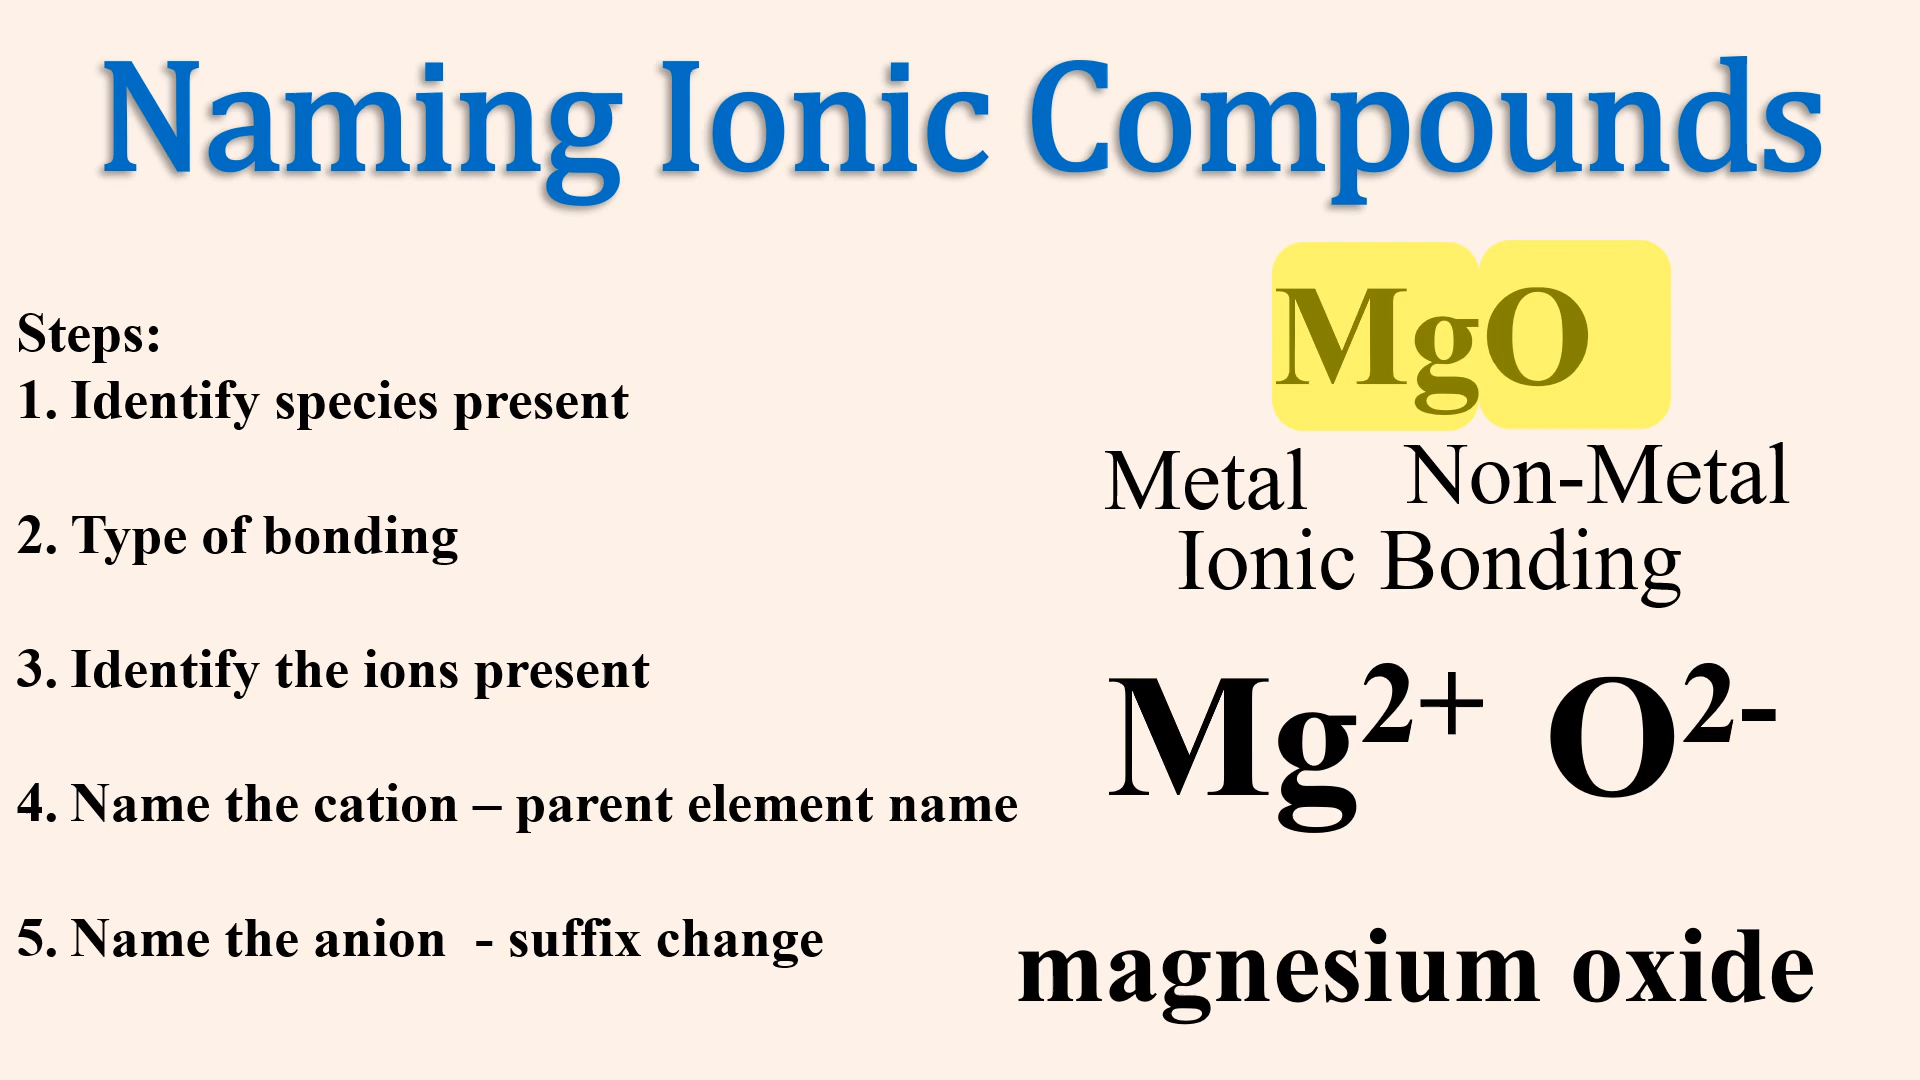 Naming Ionic Compounds
Steps:
1. Identify species present
2. Type of bonding
3. Identify the ions present
4. Name the cation – parent element name
5. Name the anion  - suffix change
MgO
Metal Non-Metal
Ionic Bonding
Mg²⁺ O²⁻
magnesium oxide